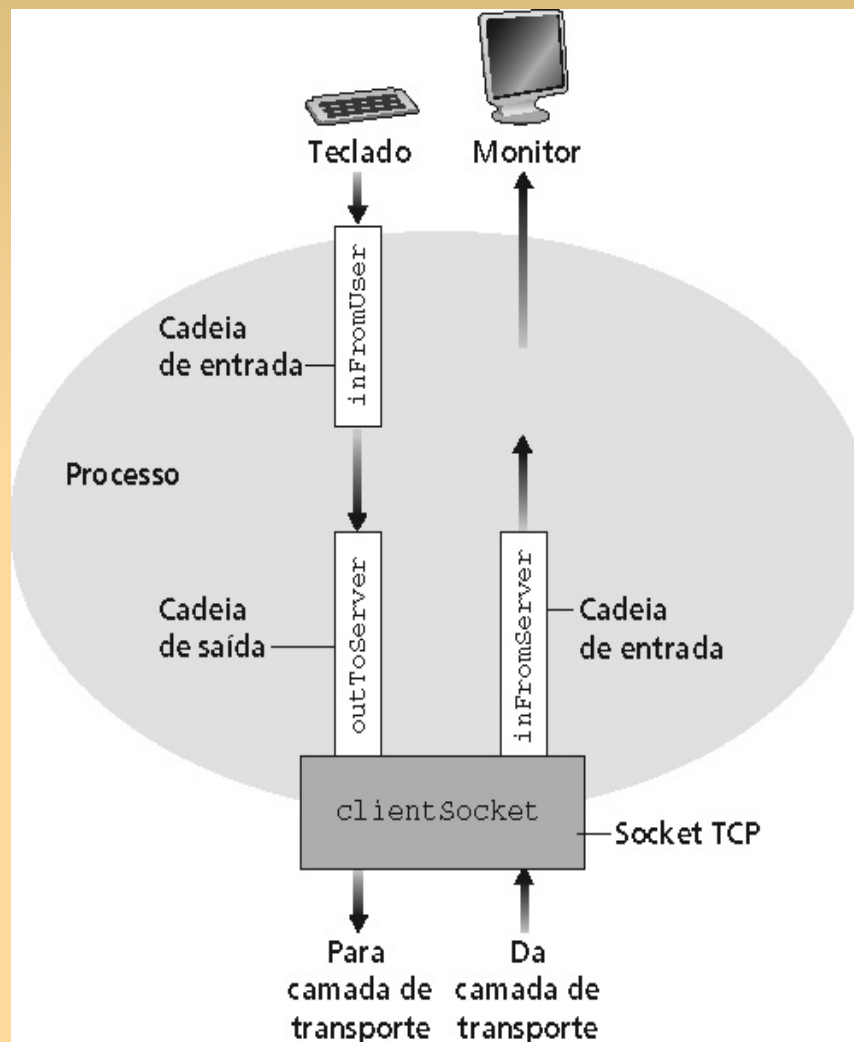 Teclado
Monitor
inFromUser
Cadeia
de entrada
Processo
Cadeia
de saída
outToServer
inFromServer
Cadeia
de entrada
clientSocket
Socket TCP
Para
camada de
transporte
Da
camada de
transporte